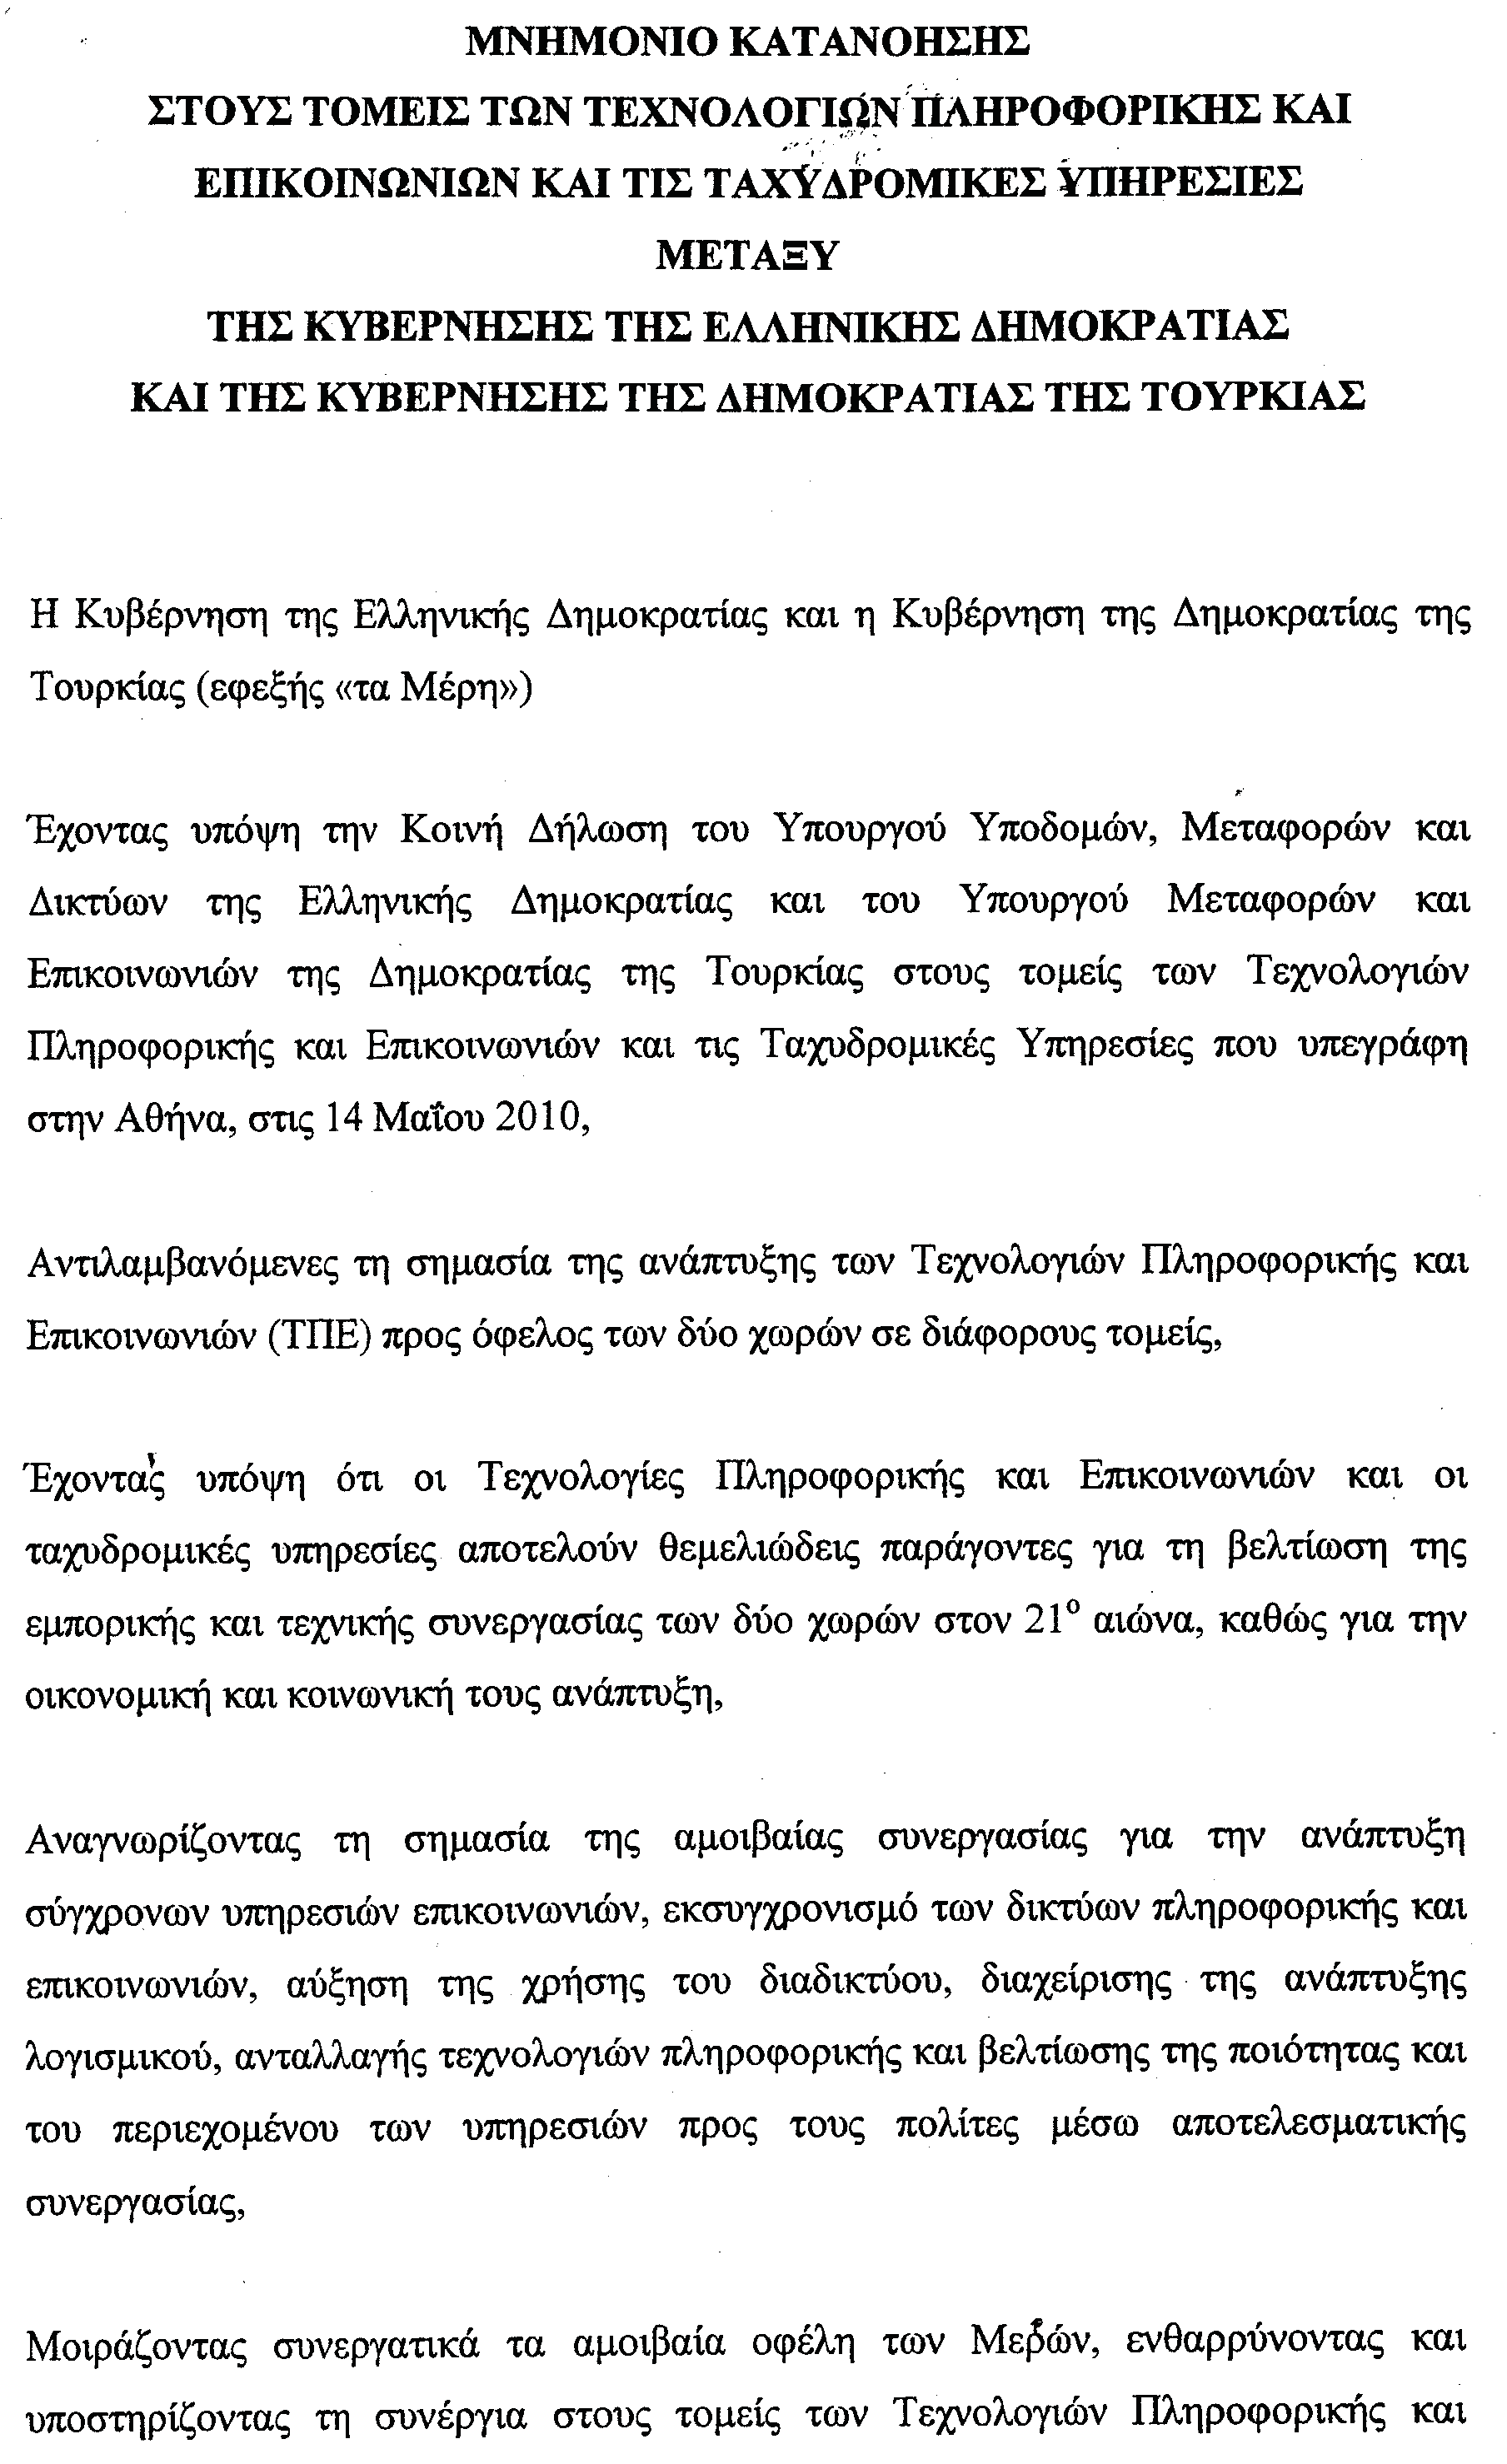 ΜΝΗΜΟΝΙΟ ΚΑΤΑΝΟΗΣΗΣ
ΣΤΟΥΣ ΤΟΜΕΙΣ ΤΩΝ ΤΕΧΝΟΛΟΓΙΩΝ ΠΛΗΡΟΦΟΡΙΚΗΣ ΚΑΙ
ΕΠΙΚΟΙΝΩΝΙΩΝ ΚΑΙ ΤΙΣ ΤΑΧΥΔΡΟΜΙΚΕΣ ΥΠΗΡΕΣΙΕΣ
ΜΕΤΑΞΥ
ΤΗΣ ΚΥΒΕΡΝΗΣΗΣ ΤΗΣ ΕΛΛΗΝΙΚΗΣ ΔΗΜΟΚΡΑΤΙΑΣ
ΚΑΙ ΤΗΣ ΚΥΒΕΡΝΗΣΗΣ ΤΗΣ ΔΗΜΟΚΡΑΤΙΑΣ ΤΗΣ ΤΟΥΡΚΙΑΣ
Η Κυβέρνηση της Ελληνικής Δημοκρατίας και η Κυβέρνηση της Δημοκρατίας της
Τουρκίας (εφεξής «τα Μέρη»)
Έχοντας υπόψη την Κοινή Δήλωση του Υπουργού Υποδομών, Μεταφορών και
Δικτύων της Ελληνικής Δημοκρατίας και του Υπουργού Μεταφορών και
Επικοινωνιών της Δημοκρατίας της Τουρκίας στους τομείς των Τεχνολογιών
Πληροφορικής και Επικοινωνιών και τις Ταχυδρομικές Υπηρεσίες που υπεγράφη
στην Αθήνα, στις 14 Μαΐου 2010,
Αντιλαμβανόμενες τη σημασία της ανάπτυξης των Τεχνολογιών Πληροφορικής και
Επικοινωνιών (ΤΠΕ) προς όφελος των δύο χωρών σε διάφορους τομείς,
Έχοντας υπόψη ότι οι Τεχνολογίες Πληροφορικής και Επικοινωνιών και οι
ταχυδρομικές υπηρεσίες αποτελούν θεμελιώδεις παράγοντες για τη βελτίωση της
εμπορικής και τεχνικής συνεργασίας των δύο χωρών στον 21⁰ αιώνα, καθώς για την
οικονομική και κοινωνική τους ανάπτυξη,
Αναγνωρίζοντας τη σημασία της αμοιβαίας συνεργασίας για την ανάπτυξη
σύγχρονων υπηρεσιών επικοινωνιών, εκσυγχρονισμό των δικτύων πληροφορικής και
επικοινωνιών, αύξηση της χρήσης του διαδικτύου, διαχείρισης της ανάπτυξης
λογισμικού, ανταλλαγής τεχνολογιών πληροφορικής και βελτίωσης της ποιότητας και
του περιεχομένου των υπηρεσιών προς τους πολίτες μέσω αποτελεσματικής
συνεργασίας,
Μοιράζοντας συνεργατικά τα αμοιβαία οφέλη των Μερών, ενθαρρύνοντας και
υποστηρίζοντας τη συνέργια στους τομείς των Τεχνολογιών Πληροφορικής και